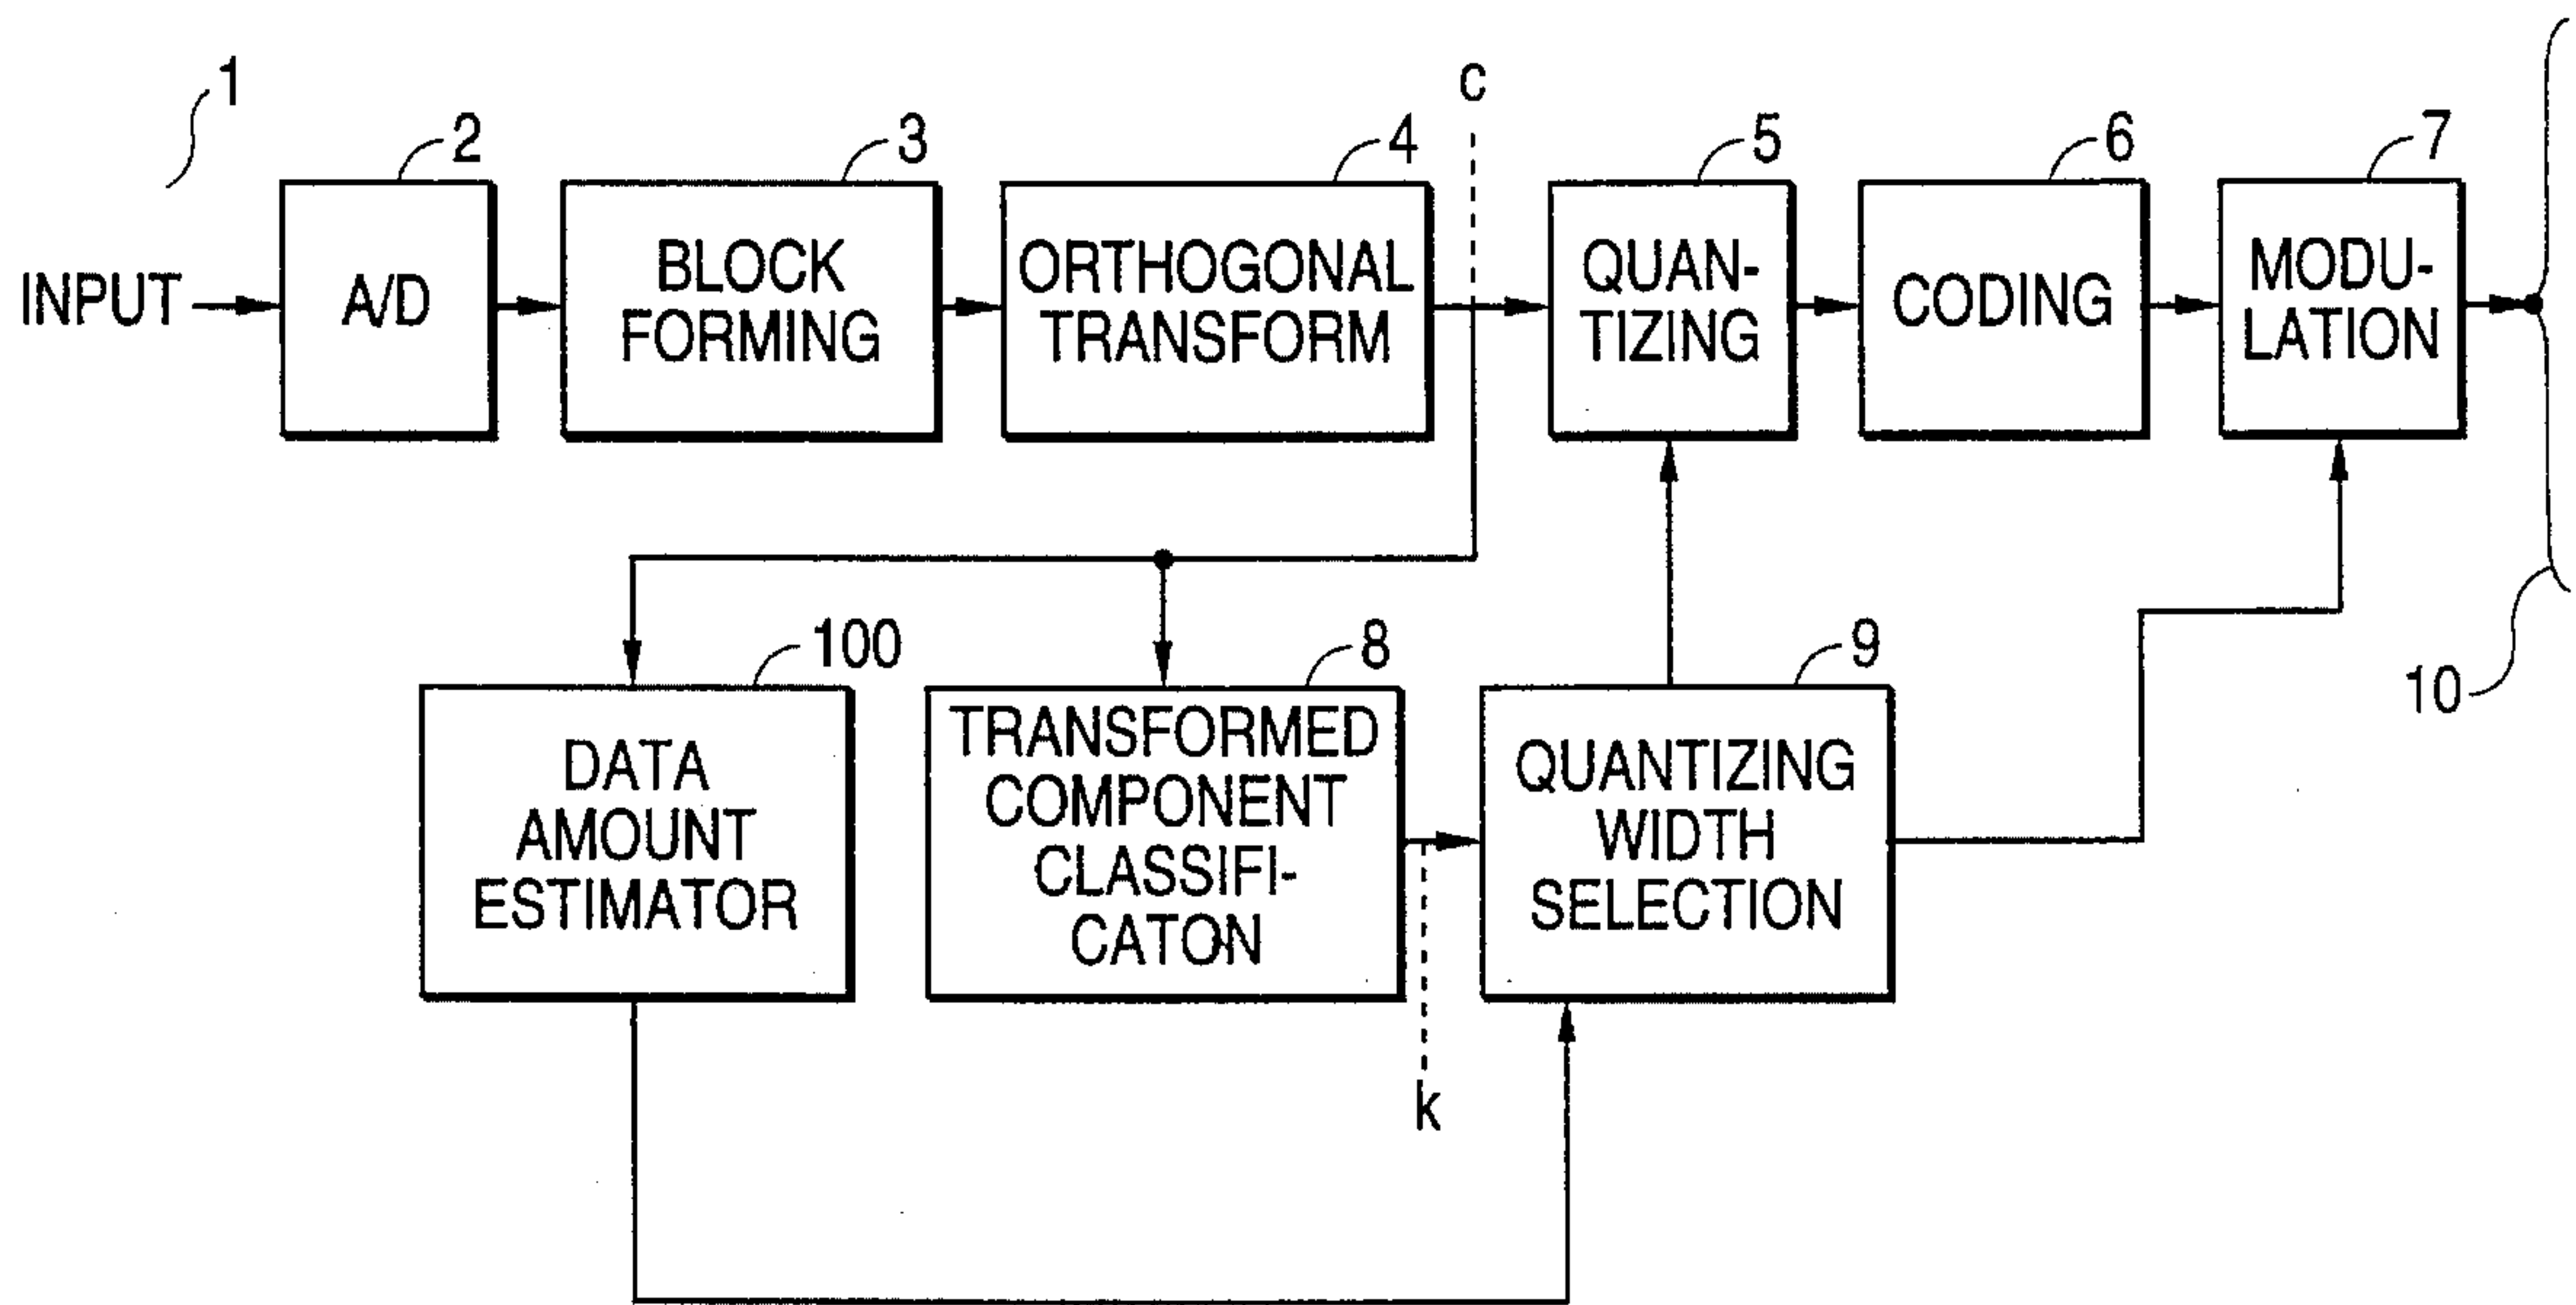 1
c
2
3
4
5
6
7
INPUT
A/D
BLOCK
FORMING
ORTHOGONAL
TRANSFORM
QUAN-
TIZING
CODING
MODU-
LATION
10
100
8
9
DATA
AMOUNT
ESTIMATOR
TRANSFORMED
COMPONENT
CLASSIFI-
CATON
QUANTIZING
WIDTH
SELECTION
k